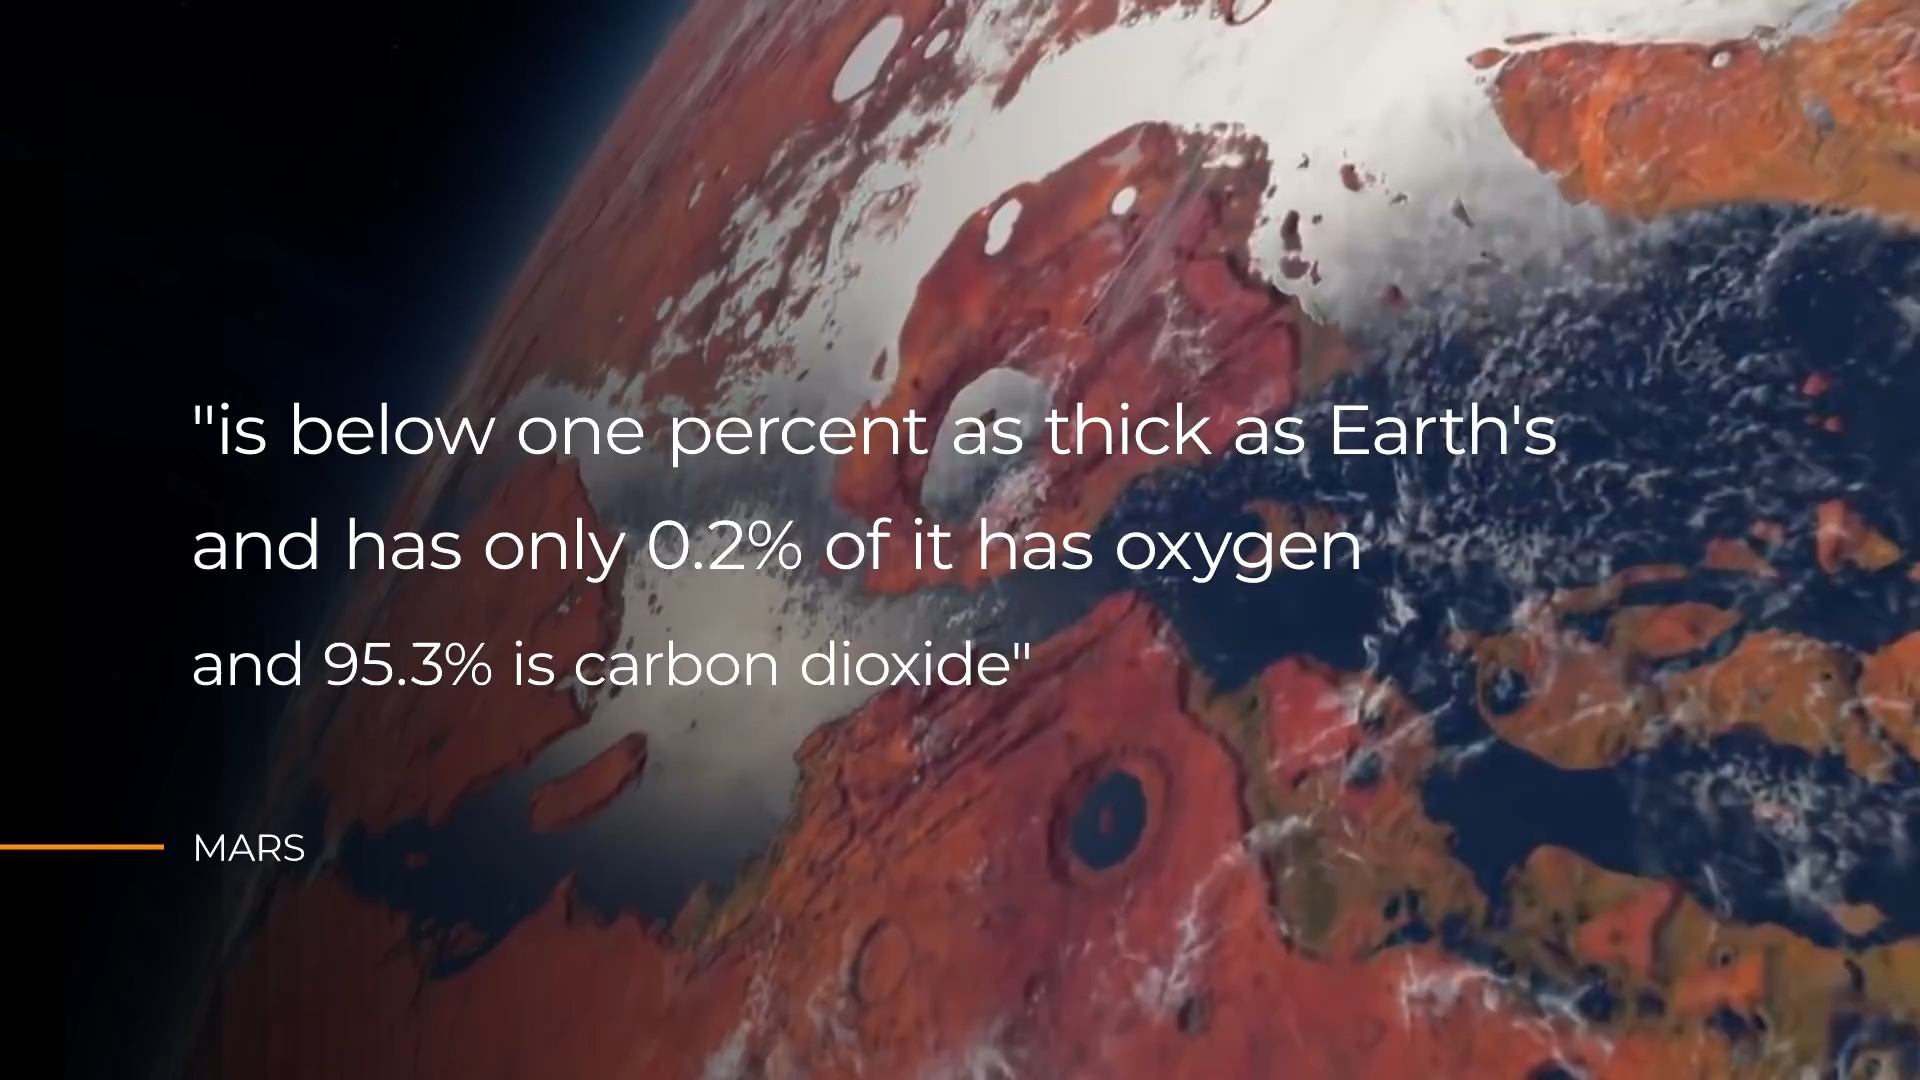 "is below one percent as thick as Earth's
and has only 0.2% of it has oxygen
and 95.3% is carbon dioxide"
MARS